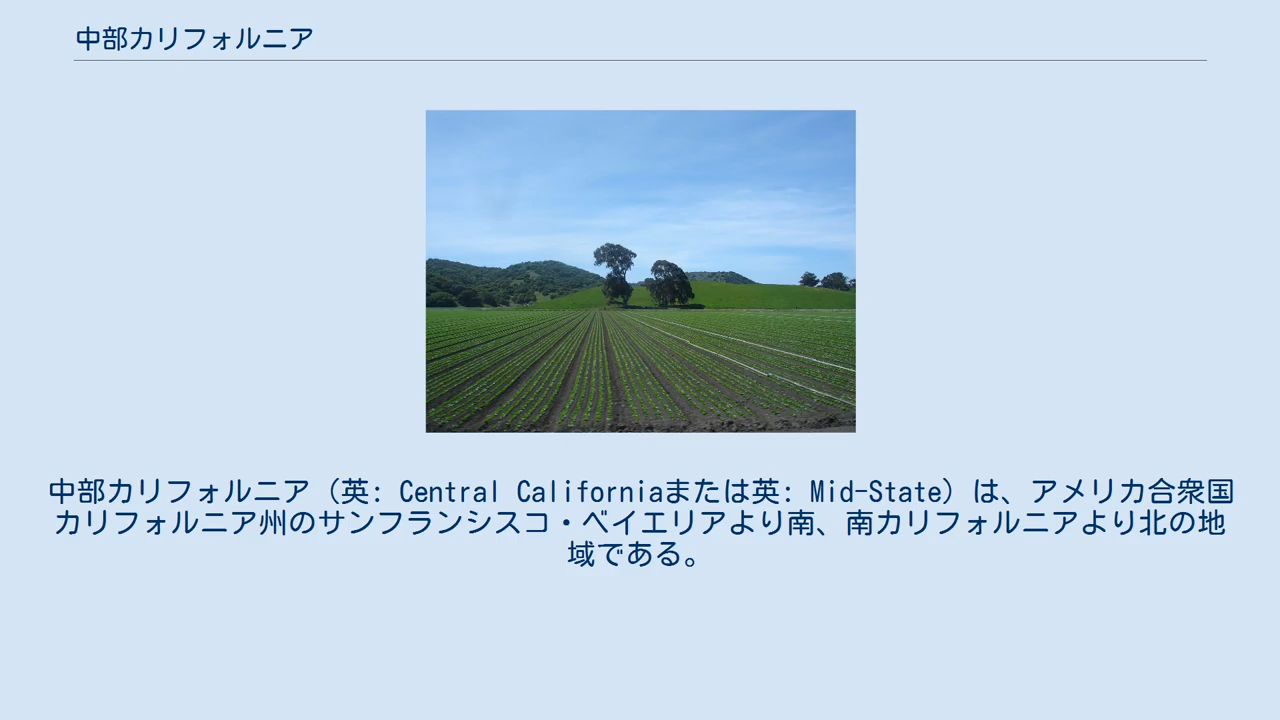 中部カリフォルニア
中部カリフォルニア（英: Central Californiaまたは英: Mid-State）は、アメリカ合衆国
カリフォルニア州のサンフランシスコ・ベイエリアより南、南カリフォルニアより北の地
域である。